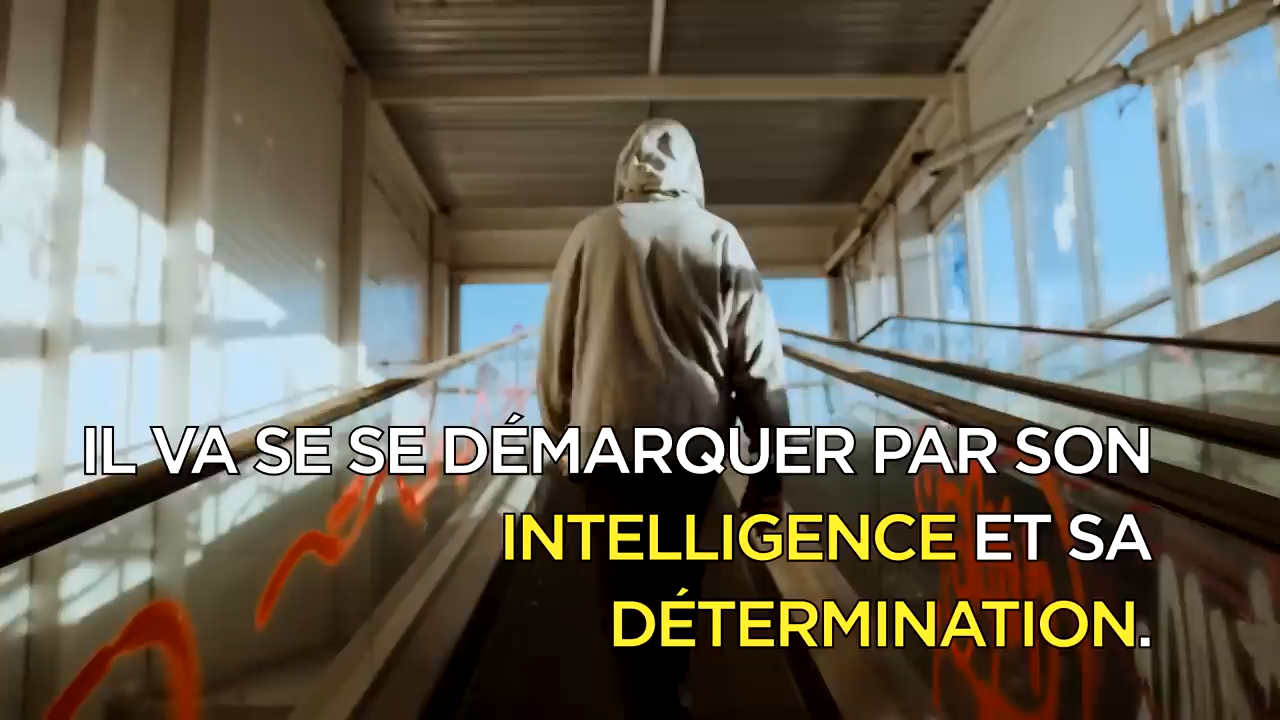 IL VA SE SE DÉMARQUER PAR SON
INTELLIGENCE ET SA
DÉTERMINATION.